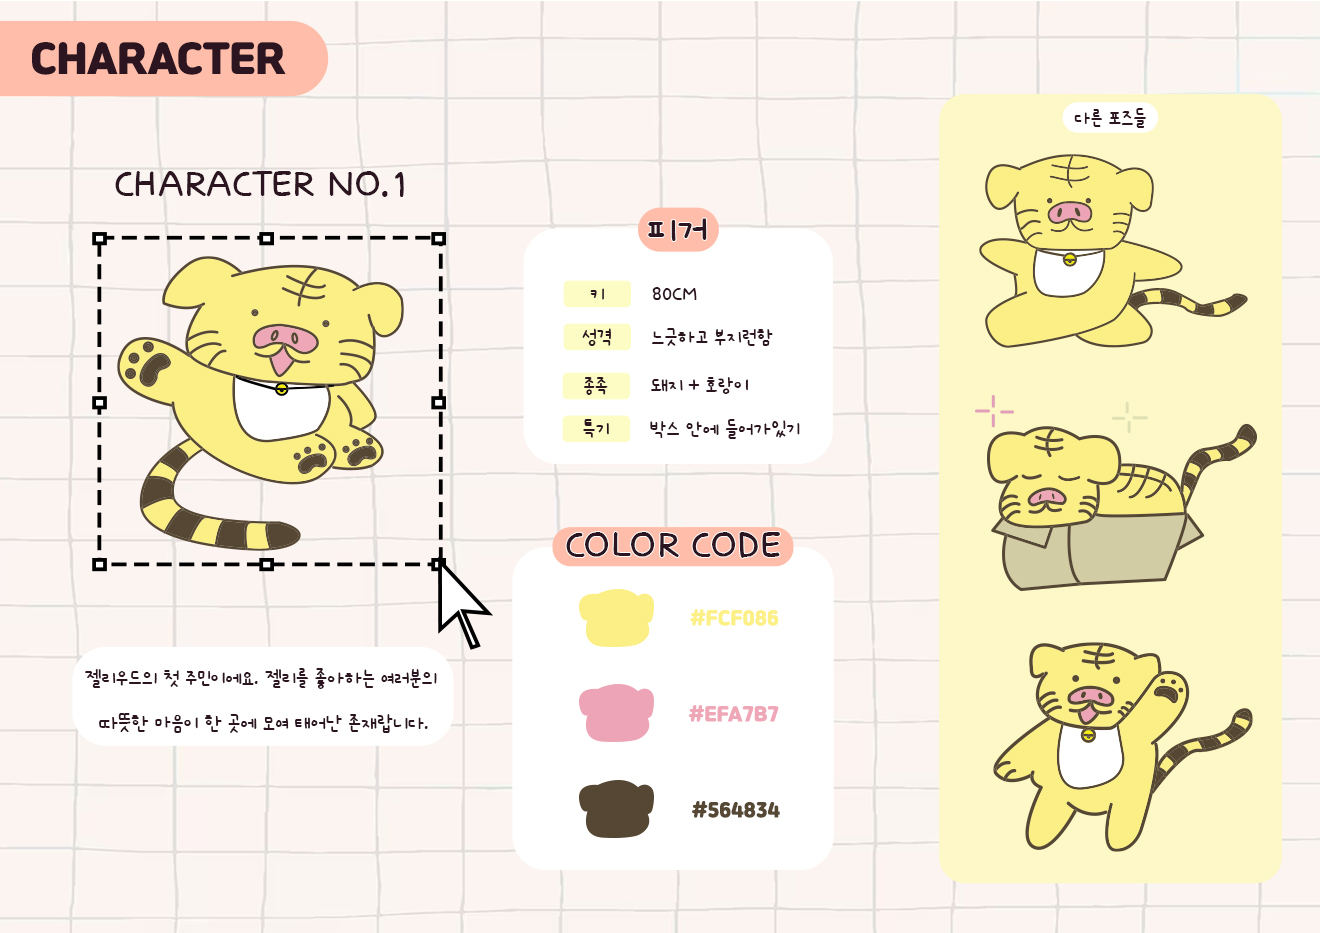 CHARACTER
CHARACTER NO.1
젤리우드의 첫 주민이에요. 젤리를 좋아하는 여러분의
따뜻한 마음이 한 곳에 모여 태어난 존재랍니다.
피거
키 80CM
성격 느긋하고 부지런함
종족 돼지 + 호랑이
특기 박스 안에 들어가있기
COLOR CODE
#FCF086
#EFA7B7
#564834
다른 포즈들